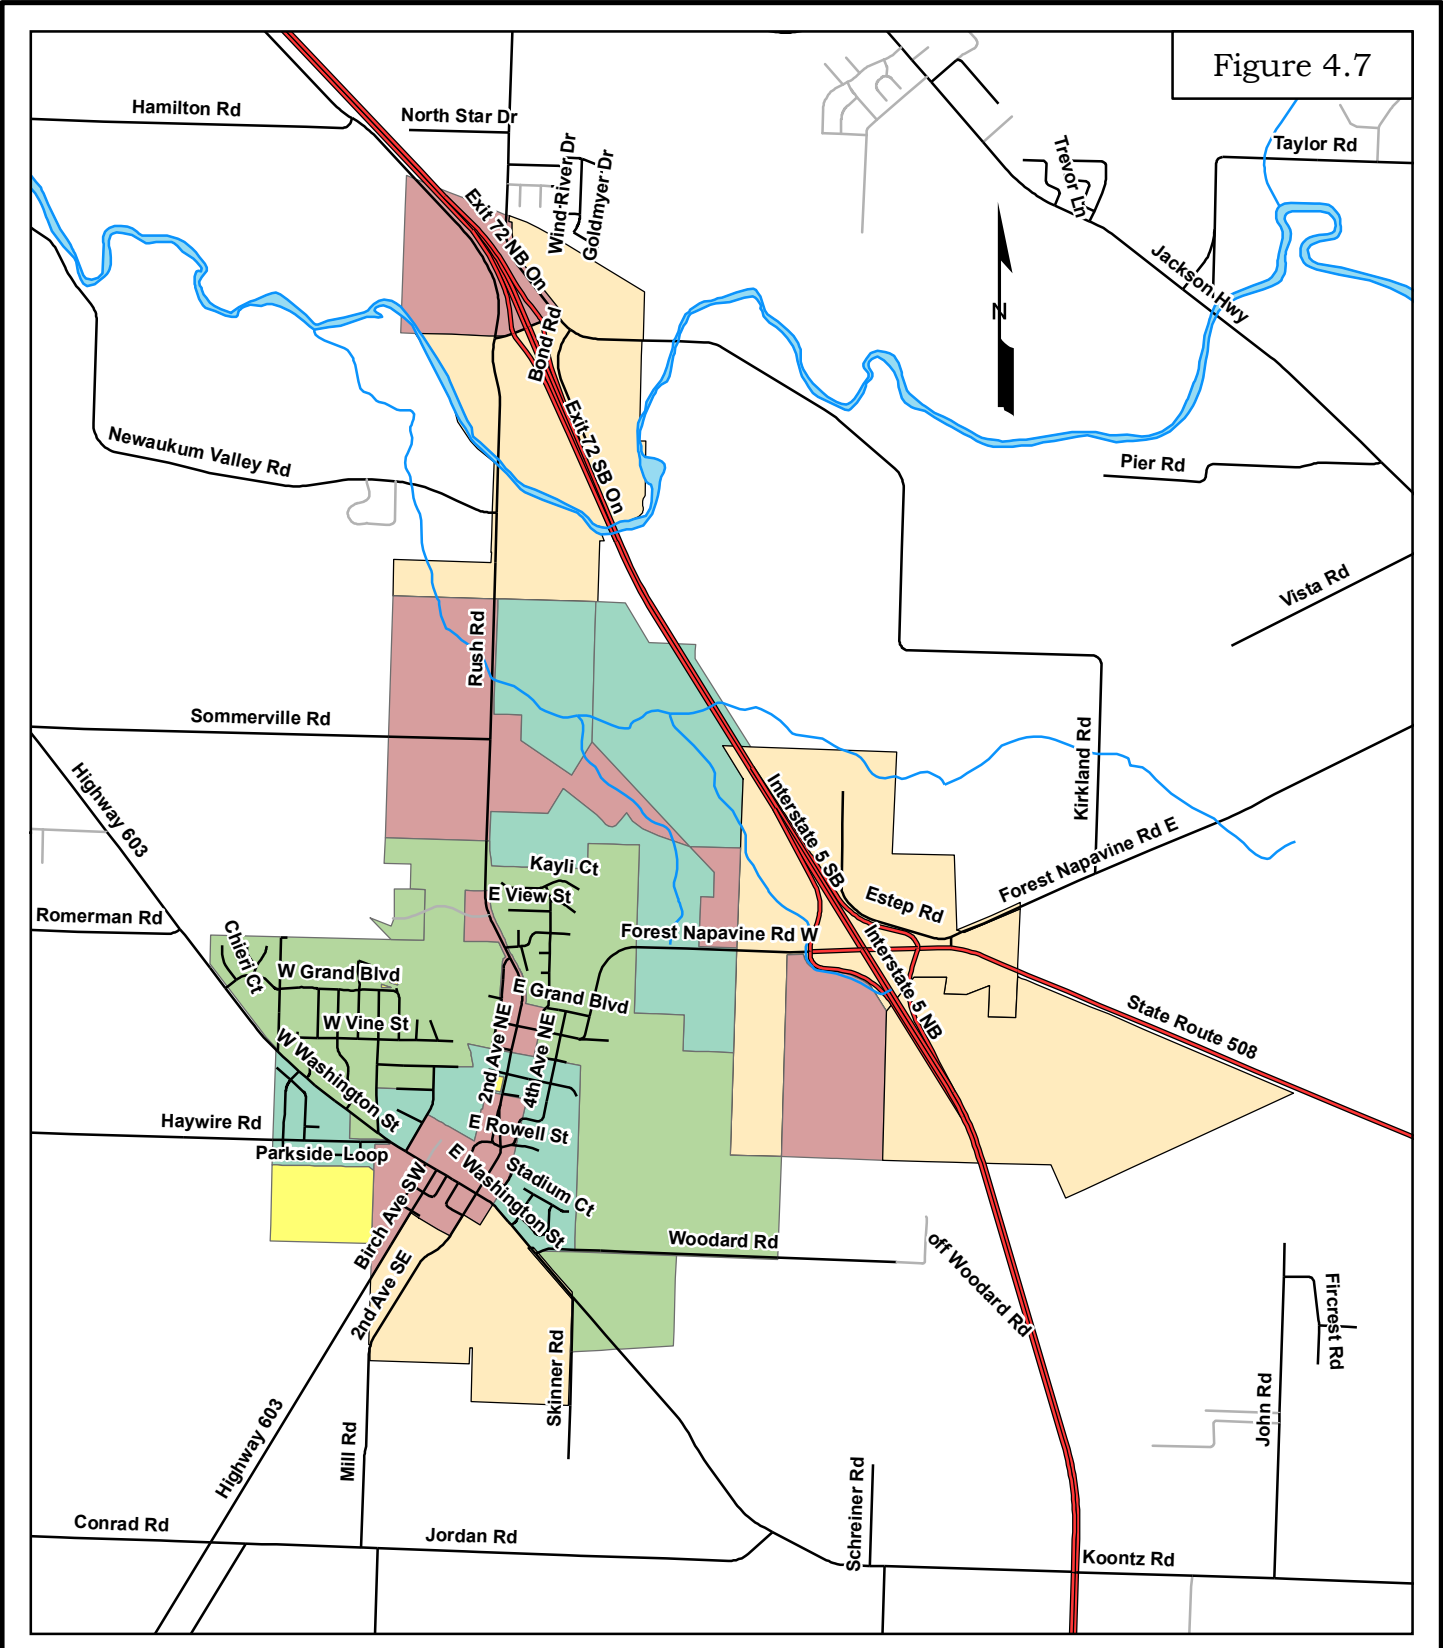 Figure 4.7
Hamilton Rd
North Star Dr
Wind River Dr
Goldmyer Dr
Trevor Ln
Taylor Rd
Exit 72 NB On
Jackson Hwy
N
Bond Rd
Exit 72 SB On
Newaukum Valley Rd
Pier Rd
Vista Rd
Rush Rd
Sommerville Rd
Highway 603
Interstate 5 SB
Kirkland Rd
Forest Napavine Rd E
Kayli Ct
E View St
Estep Rd
Romerman Rd
Chieri Ct
Forest Napavine Rd W
Interstate 5 NB
W Grand Blvd
E Grand Blvd
W Vine St
2nd Ave NE
4th Ave NE
State Route 508
W Washington St
Haywire Rd
E Rowell St
Parkside Loop
E Washington St
Stadium Ct
Birch Ave SW
Woodard Rd
off Woodard Rd
2nd Ave SE
Skinner Rd
Fircrest Rd
John Rd
Highway 603
Mill Rd
Schreiner Rd
Conrad Rd
Jordan Rd
Koontz Rd